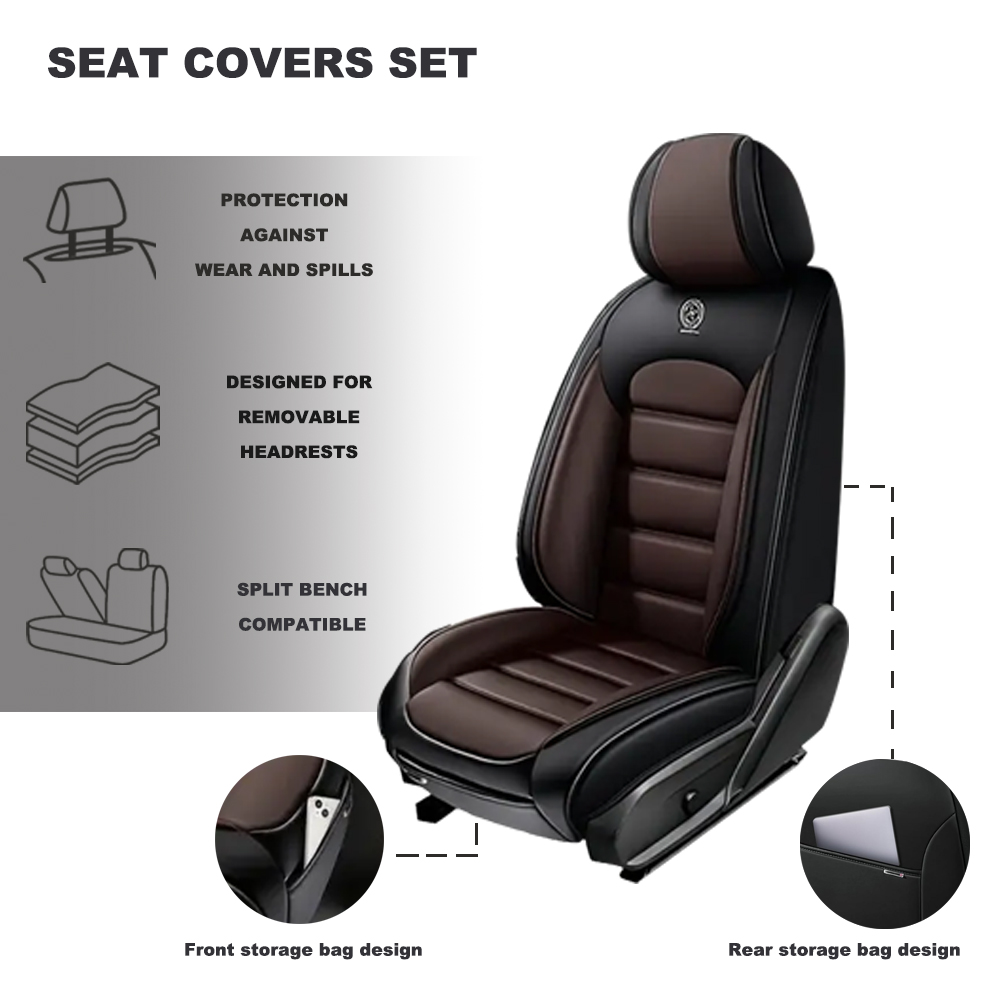 SEAT COVERS SET
PROTECTION
AGAINST
WEAR AND SPILLS
DESIGNED FOR
REMOVABLE
HEADRESTS
SPLIT BENCH
COMPATIBLE
Front storage bag design
Rear storage bag design